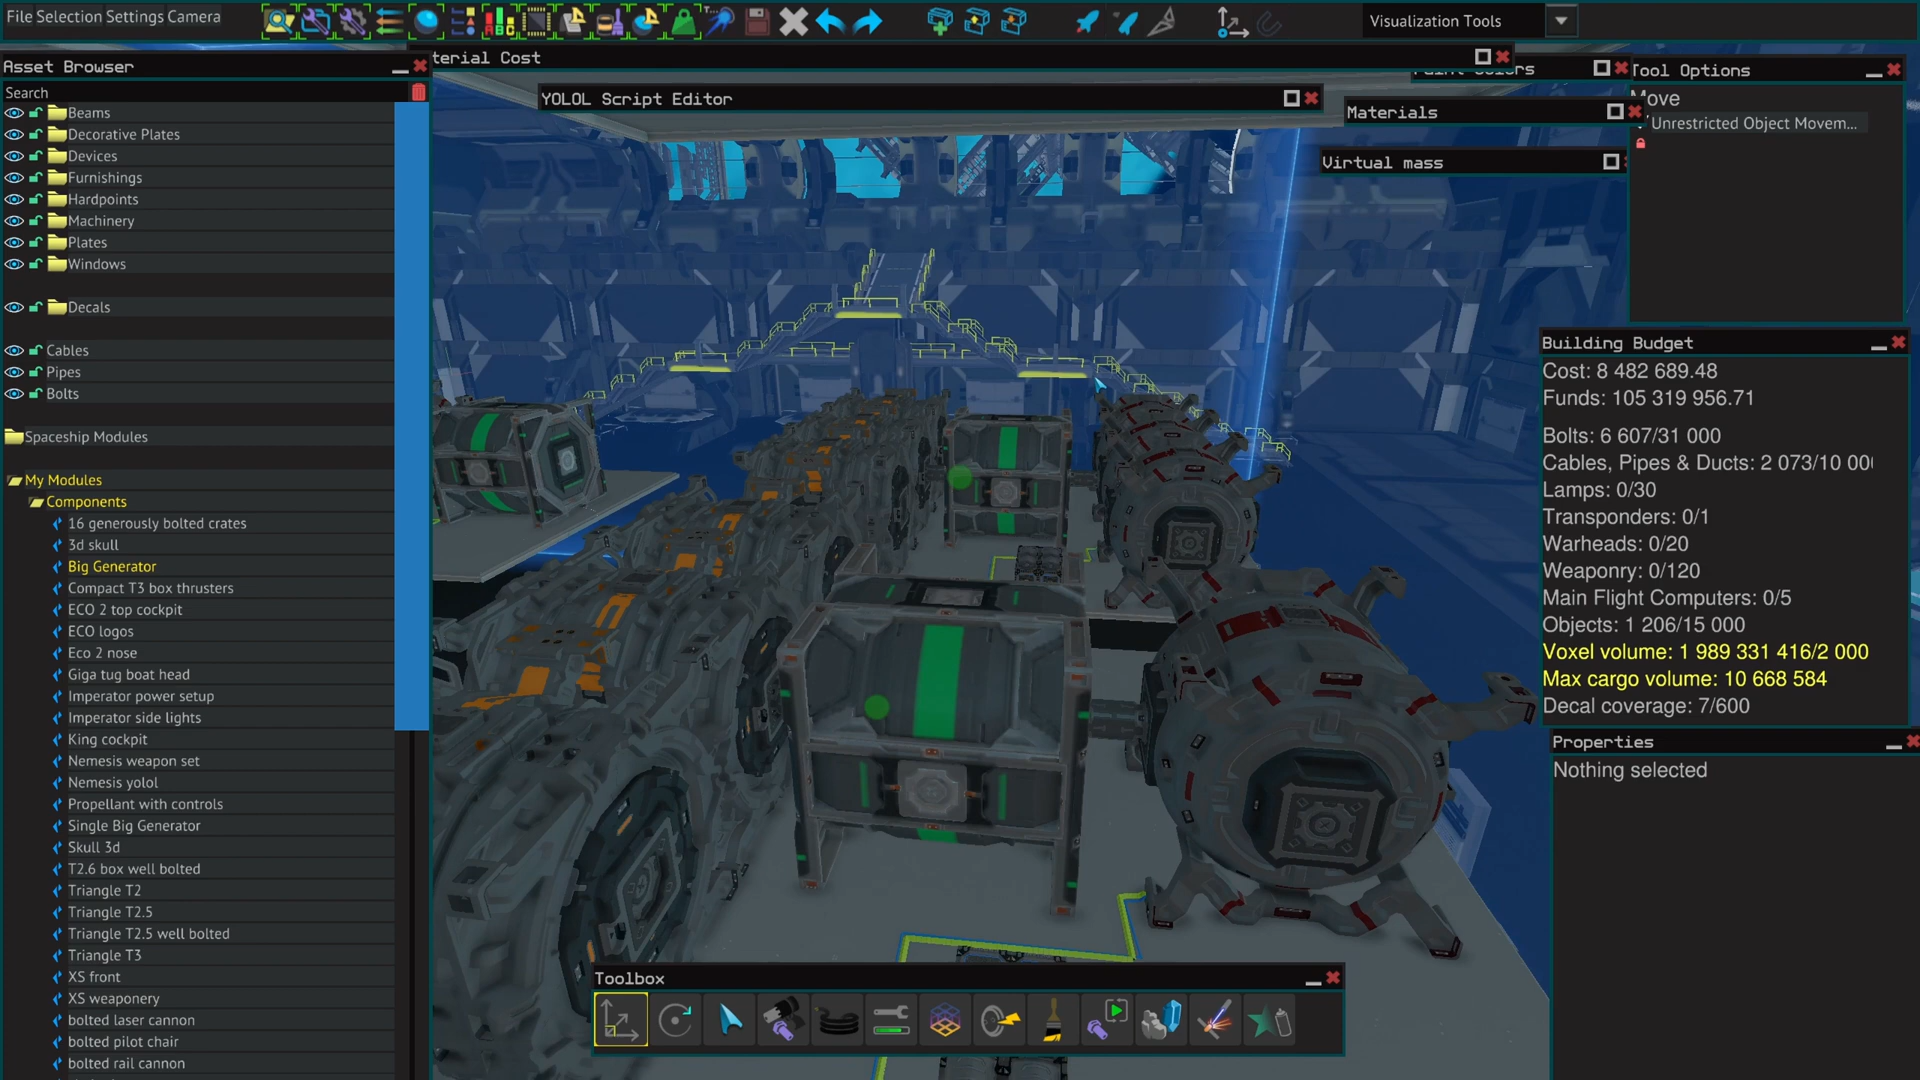 File Selection Settings Camera
Visualization Tools
Asset Browser
Search
Beams
Decorative Plates
Devices
Furnishings
Hardpoints
Machinery
Plates
Windows
Decals
Cables
Pipes
Bolts
Spaceship Modules
My Modules
Components
16 generously bolted crates
3d skull
Big Generator
Compact T3 box thrusters
ECO 2 top cockpit
ECO logos
Eco 2 nose
Giga tug boat head
Imperator power setup
Imperator side lights
King cockpit
Nemesis weapon set
Nemesis yolol
Propellant with controls
Single Big Generator
Skull 3d
T2.6 box well bolted
Triangle T2
Triangle T2.5
Triangle T2.5 well bolted
Triangle T3
XS front
XS weaponery
bolted laser cannon
bolted pilot chair
bolted rail cannon
terial Cost
YOLOL Script Editor
Materials
Virtual mass
Tool Options
Move
Unrestricted Object Movem...
Building Budget
Cost: 8 482 689.48
Funds: 105 319 956.71
Bolts: 6 607/31 000
Cables, Pipes & Ducts: 2 073/10 00
Lamps: 0/30
Transponders: 0/1
Warheads: 0/20
Weaponry: 0/120
Main Flight Computers: 0/5
Objects: 1 206/15 000
Voxel volume: 1 989 331 416/2 000
Max cargo volume: 10 668 584
Decal coverage: 7/600
Properties
Nothing selected
Toolbox